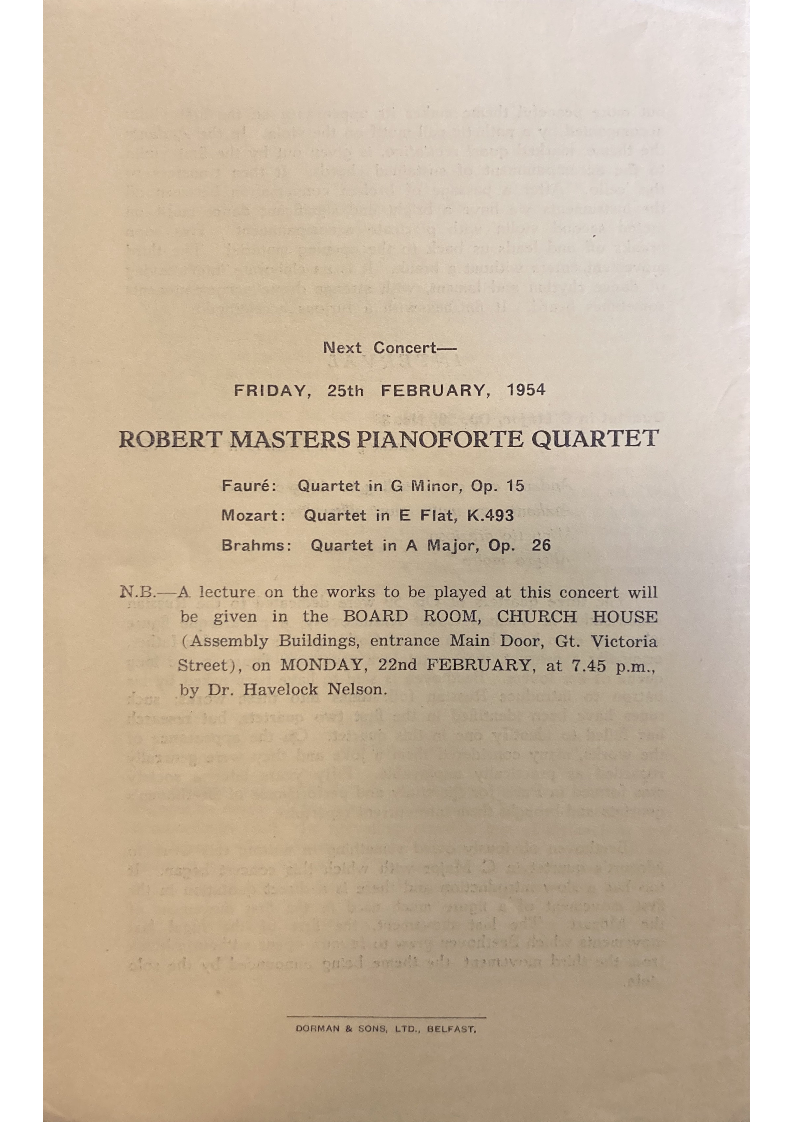 Next Concert—
FRIDAY, 25th FEBRUARY, 1954
ROBERT MASTERS PIANOFORTE QUARTET
Fauré: Quartet in G Minor, Op. 15
Mozart: Quartet in E Flat, K.493
Brahms: Quartet in A Major, Op. 26
N.B.—A lecture on the works to be played at this concert will
be given in the BOARD ROOM, CHURCH HOUSE
(Assembly Buildings, entrance Main Door, Gt. Victoria
Street), on MONDAY, 22nd FEBRUARY, at 7.45 p.m.,
by Dr. Havelock Nelson.
DORMAN & SONS, LTD., BELFAST.